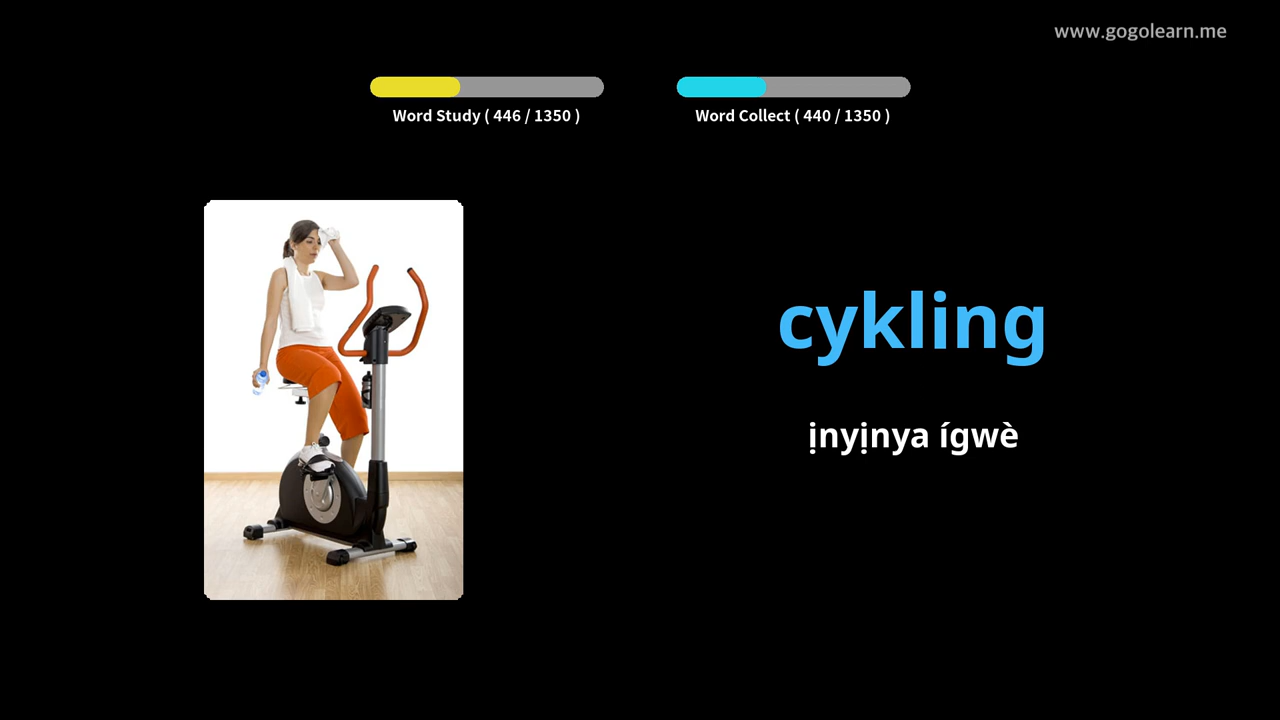 www.gogolearn.me
Word Study ( 446 / 1350 )
Word Collect ( 440 / 1350 )
cykling
ịnyịnya ígwè